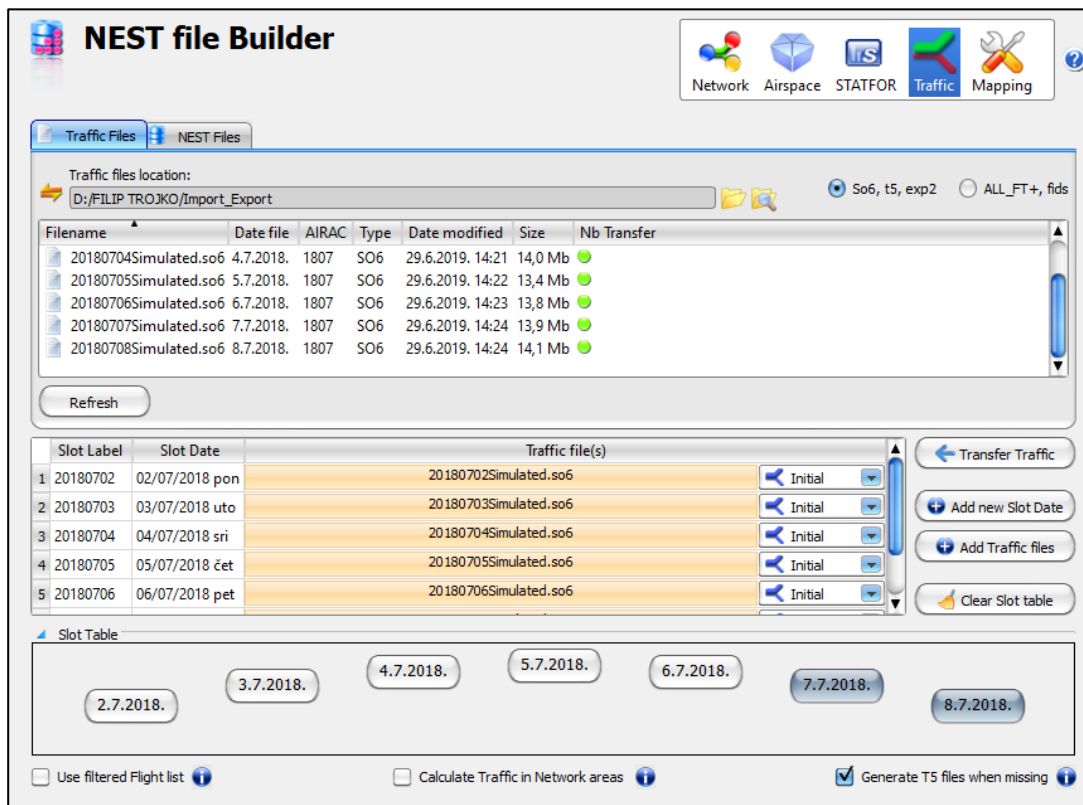 NEST file Builder
Network Airspace STATFOR Traffic Mapping
Traffic Files NEST Files
Traffic files location:
D:/FILIP TROJKO/Import_Export
So6, t5, exp2 ALL_FT+, fids
Filename Date file AIRAC Type Date modified Size Nb Transfer
20180704Simulated.so6 4.7.2018. 1807 SO6 29.6.2019. 14:21 14,0 Mb
20180705Simulated.so6 5.7.2018. 1807 SO6 29.6.2019. 14:22 13,4 Mb
20180706Simulated.so6 6.7.2018. 1807 SO6 29.6.2019. 14:23 13,8 Mb
20180707Simulated.so6 7.7.2018. 1807 SO6 29.6.2019. 14:24 13,9 Mb
20180708Simulated.so6 8.7.2018. 1807 SO6 29.6.2019. 14:24 14,1 Mb
Refresh
Slot Label Slot Date Traffic file(s)
1 20180702 02/07/2018 pon 20180702Simulated.so6 Initial
2 20180703 03/07/2018 uto 20180703Simulated.so6 Initial
3 20180704 04/07/2018 sri 20180704Simulated.so6 Initial
4 20180705 05/07/2018 čet 20180705Simulated.so6 Initial
5 20180706 06/07/2018 pet 20180706Simulated.so6 Initial
Transfer Traffic
Add new Slot Date
Add Traffic files
Clear Slot table
Slot Table
2.7.2018. 3.7.2018. 4.7.2018. 5.7.2018. 6.7.2018. 7.7.2018. 8.7.2018.
Use filtered Flight list Calculate Traffic in Network areas Generate T5 files when missing